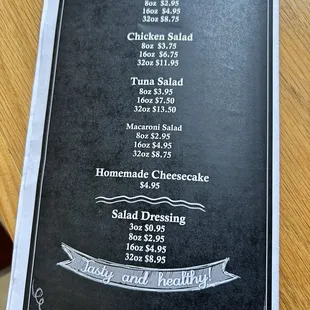 8oz $2.95
16oz $4.95
32oz $8.75
Chicken Salad
8oz $3.75
16oz $6.75
32oz $11.95
Tuna Salad
8oz $3.95
16oz $7.50
32oz $13.50
Macaroni Salad
8oz $2.95
16oz $4.95
32oz $8.75
Homemade Cheesecake
$4.95
Salad Dressing
3oz $0.95
8oz $2.95
16oz $4.95
32oz $8.95
Tasty and healthy!